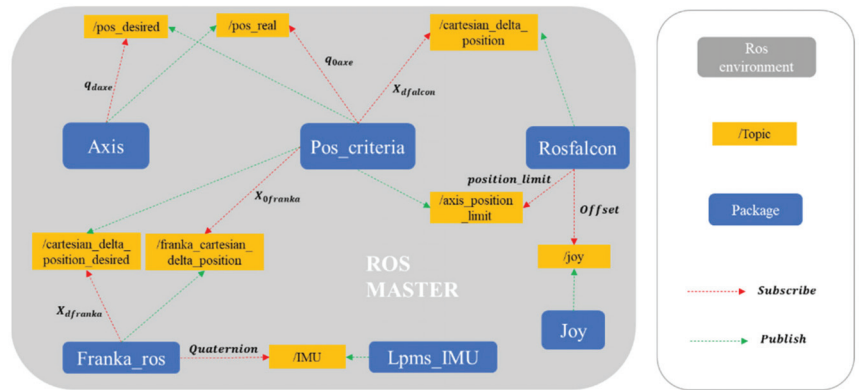 /pos_desired
/pos_real
/cartesian_delta_
position
q_daxe
q_0axe
X_dfalcon
Axis
Pos_criteria
Rosfalcon
position_limit
X_0franka
Offset
/axis_position
_limit
/cartesian_delta_
position_desired
/franka_cartesian_
delta_position
/joy
ROS
MASTER
X_dfranka
Quaternion
Franka_ros
/IMU
Lpms_IMU
Joy
Ros
environment
/Topic
Package
Subscribe
Publish